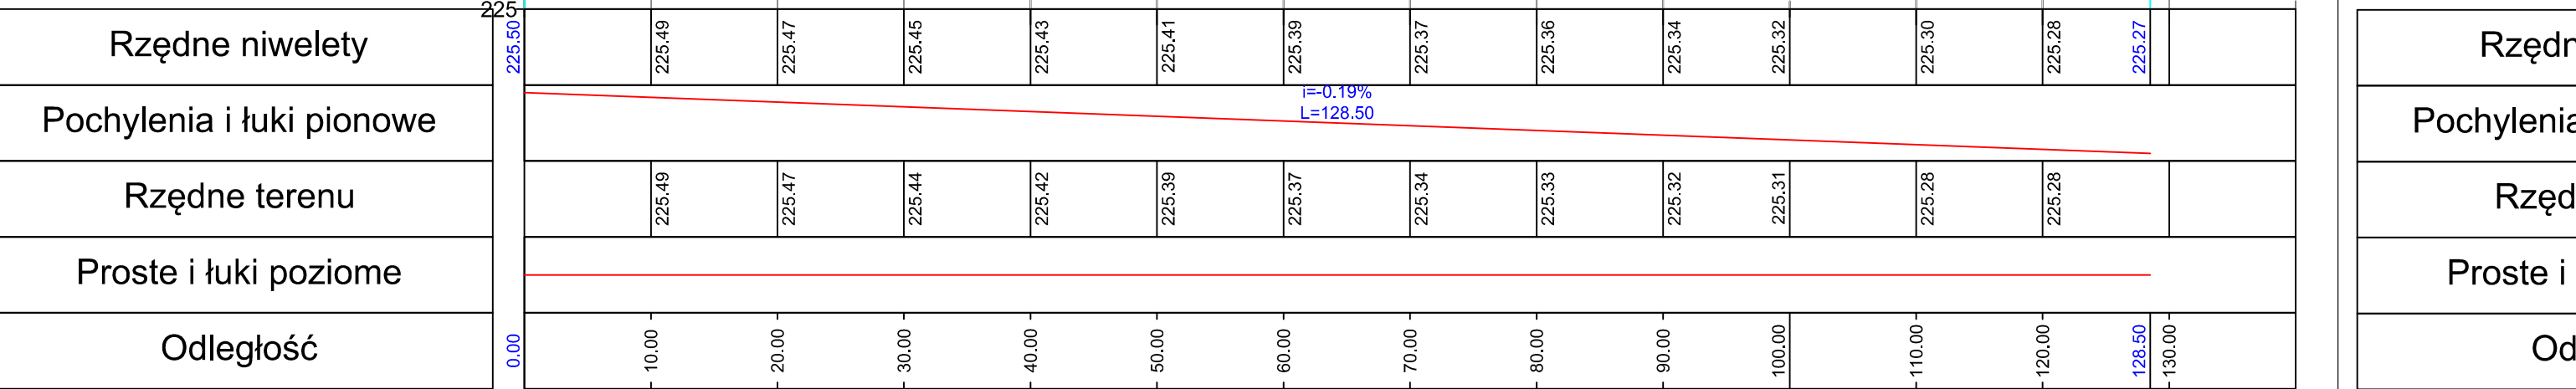 225
Rzędne niwelety
225.50 225.49 225.47 225.45 225.43 225.41 225.39 225.37 225.36 225.34 225.32 225.30 225.28 225.27
Rzędn
Pochylenia i łuki pionowe
i=-0.19%
L=128.50
Pochylenia
Rzędne terenu
225.49 225.47 225.44 225.42 225.39 225.37 225.34 225.33 225.32 225.31 225.28 225.28
Rzęd
Proste i łuki poziome
Proste i
Odległość
0.00 10.00 20.00 30.00 40.00 50.00 60.00 70.00 80.00 90.00 100.00 110.00 120.00 128.50 130.00
Od